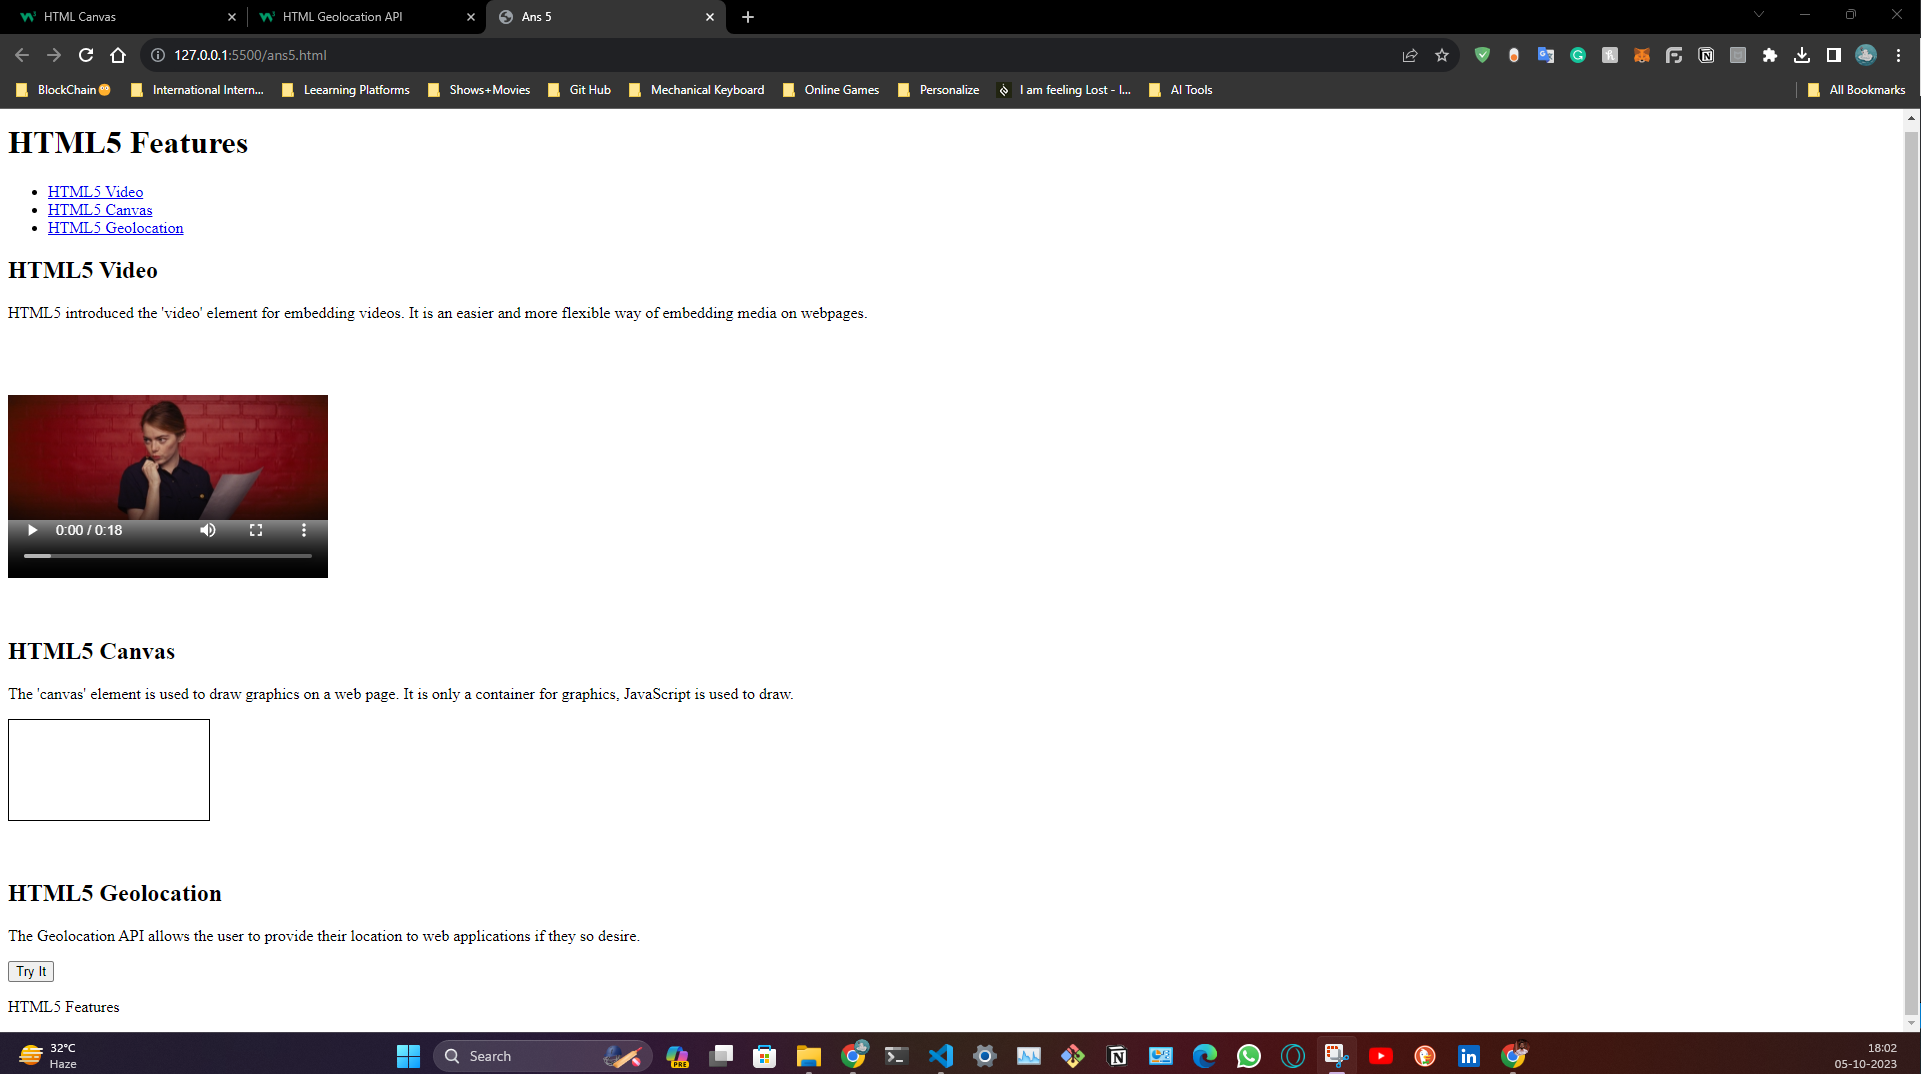 HTML Canvas
HTML Geolocation API
Ans 5
127.0.0.1:5500/ans5.html
BlockChain
International Intern...
Leearning Platforms
Shows+Movies
Git Hub
Mechanical Keyboard
Online Games
Personalize
I am feeling Lost - I...
AI Tools
All Bookmarks
HTML5 Features
HTML5 Video
HTML5 Canvas
HTML5 Geolocation
HTML5 Video
HTML5 introduced the 'video' element for embedding videos. It is an easier and more flexible way of embedding media on webpages.
0:00 / 0:18
HTML5 Canvas
The 'canvas' element is used to draw graphics on a web page. It is only a container for graphics, JavaScript is used to draw.
HTML5 Geolocation
The Geolocation API allows the user to provide their location to web applications if they so desire.
Try It
HTML5 Features
32°C
Haze
Search
PRE
18:02
05-10-2023